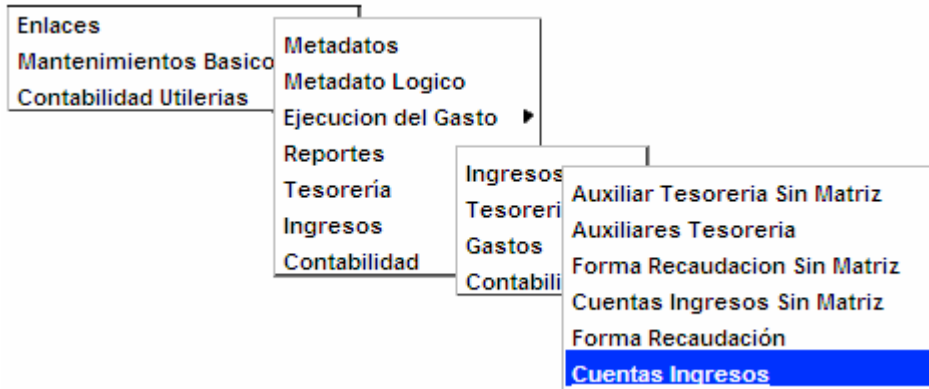 Enlaces
Mantenimientos Basico
Contabilidad Utilerias
Metadatos
Metadato Logico
Ejecucion del Gasto
Reportes
Tesorería
Ingresos
Contabilidad
Ingresos
Tesoreri
Gastos
Contabili
Auxiliar Tesoreria Sin Matriz
Auxiliares Tesoreria
Forma Recaudacion Sin Matriz
Cuentas Ingresos Sin Matriz
Forma Recaudación
Cuentas Ingresos